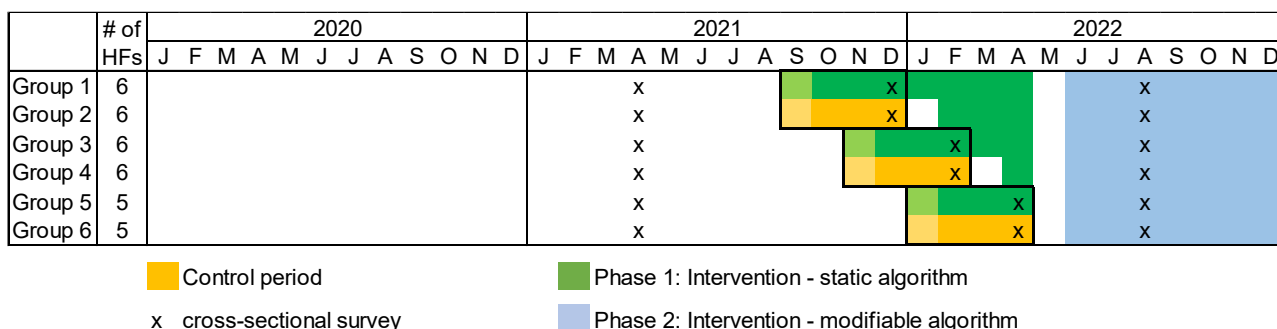 # of 2020 2021 2022
HFs J F M A M J J A S O N D J F M A M J J A S O N D J F M A M J J A S O N D
Group 1 6 x x x
Group 2 6 x x x
Group 3 6 x x x
Group 4 6 x x x
Group 5 5 x x x
Group 6 5 x x x
Control period Phase 1: Intervention - static algorithm
x cross-sectional survey Phase 2: Intervention - modifiable algorithm